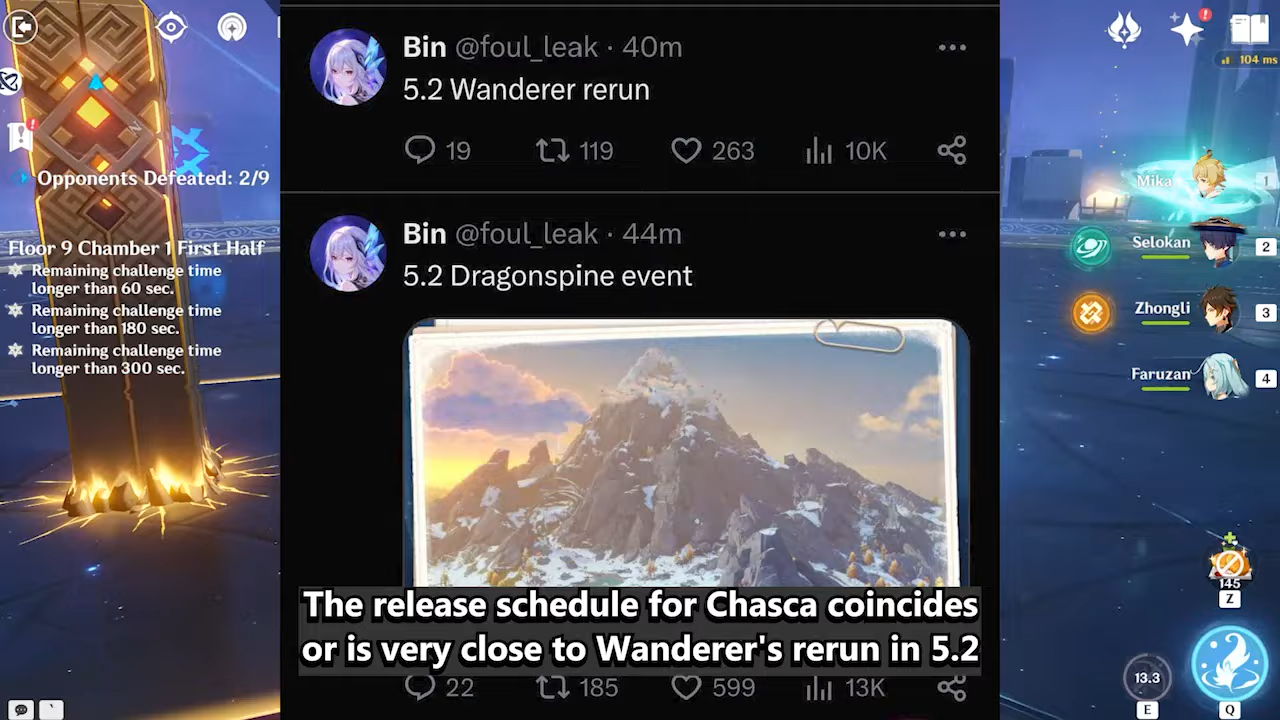 Bin @foul_leak · 40m
5.2 Wanderer rerun
19 119 263 10K
Bin @foul_leak · 44m
5.2 Dragonspine event
The release schedule for Chasca coincides
or is very close to Wanderer's rerun in 5.2
22 185 599 13K
N
Opponents Defeated: 2/9
Floor 9 Chamber 1 First Half
Remaining challenge time
longer than 60 sec.
Remaining challenge time
longer than 180 sec.
Remaining challenge time
longer than 300 sec.
104 ms
Mika 1
Selokan 2
Zhongli 3
Faruzan 4
145
Z
13.3
E
Q